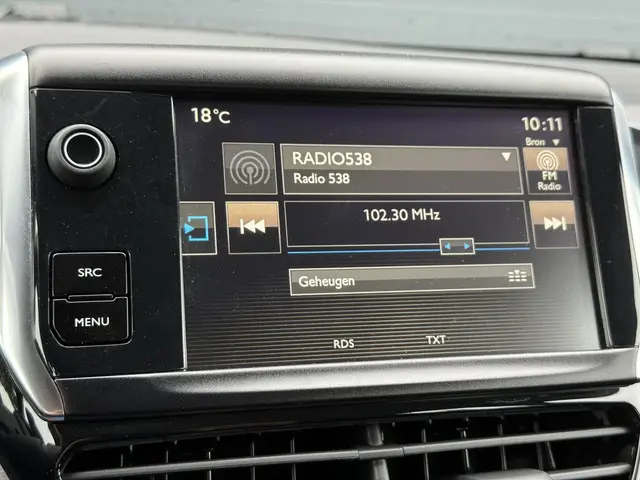 18°C
10:11
Bron
RADIO538
Radio 538
FM
Radio
102.30 MHz
SRC
Geheugen
MENU
RDS
TXT